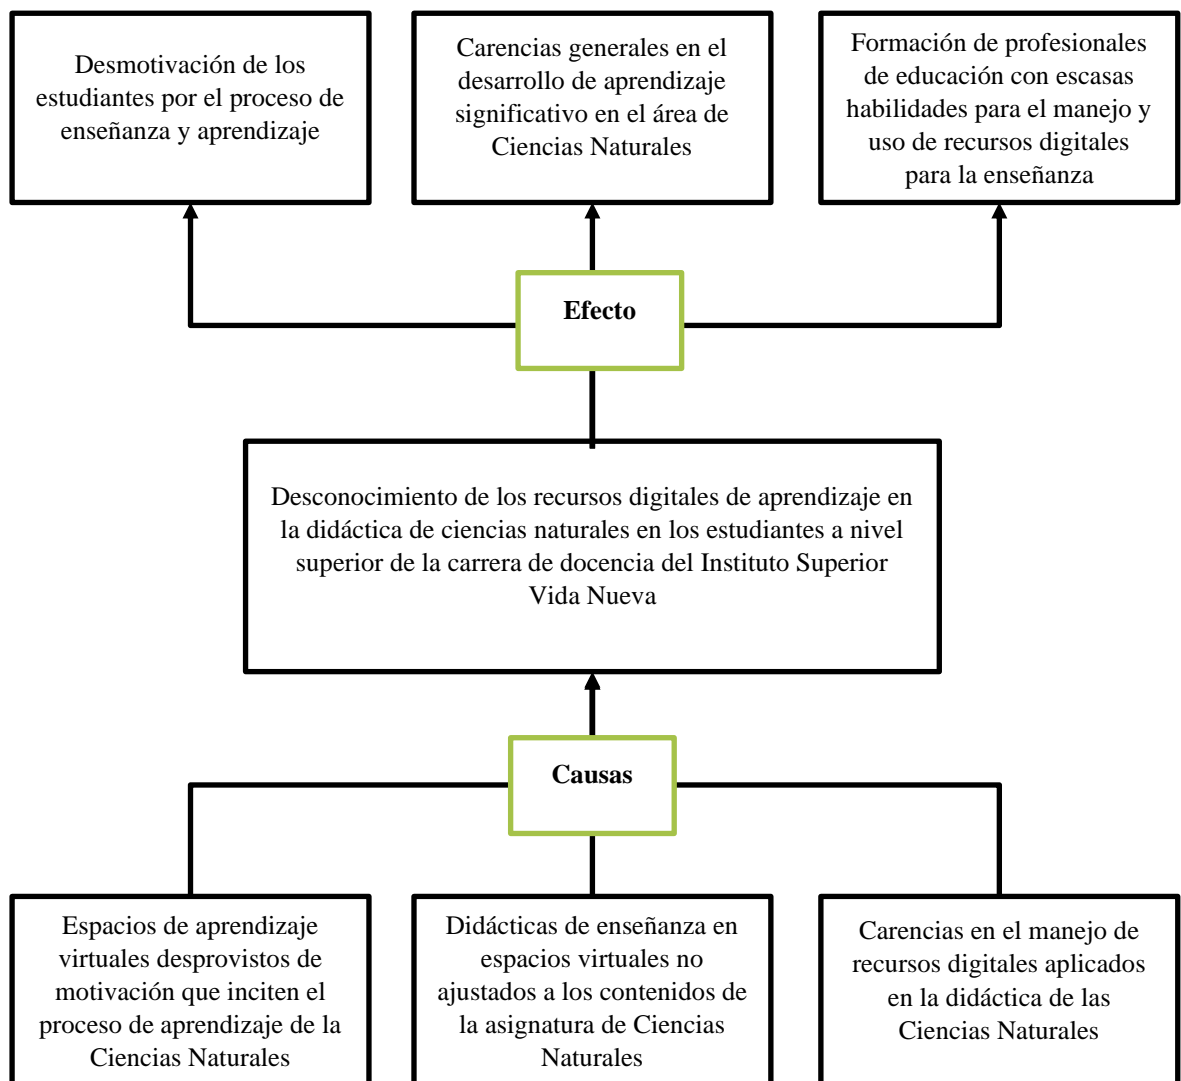 Desmotivación de los
estudiantes por el proceso de
enseñanza y aprendizaje
Carencias generales en el
desarrollo de aprendizaje
significativo en el área de
Ciencias Naturales
Formación de profesionales
de educación con escasas
habilidades para el manejo y
uso de recursos digitales
para la enseñanza
Efecto
Desconocimiento de los recursos digitales de aprendizaje en
la didáctica de ciencias naturales en los estudiantes a nivel
superior de la carrera de docencia del Instituto Superior
Vida Nueva
Causas
Espacios de aprendizaje
virtuales desprovistos de
motivación que inciten el
proceso de aprendizaje de la
Ciencias Naturales
Didácticas de enseñanza en
espacios virtuales no
ajustados a los contenidos de
la asignatura de Ciencias
Naturales
Carencias en el manejo de
recursos digitales aplicados
en la didáctica de las
Ciencias Naturales